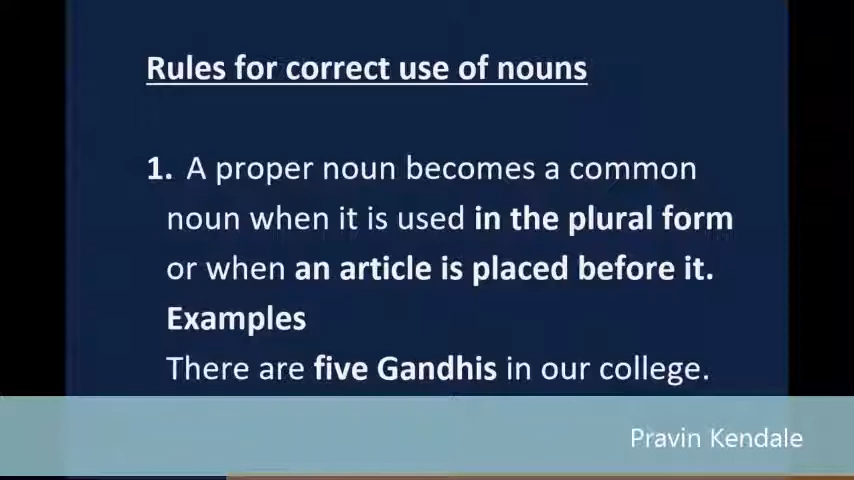 Rules for correct use of nouns
1. A proper noun becomes a common
noun when it is used in the plural form
or when an article is placed before it.
Examples
There are five Gandhis in our college.
Pravin Kendale